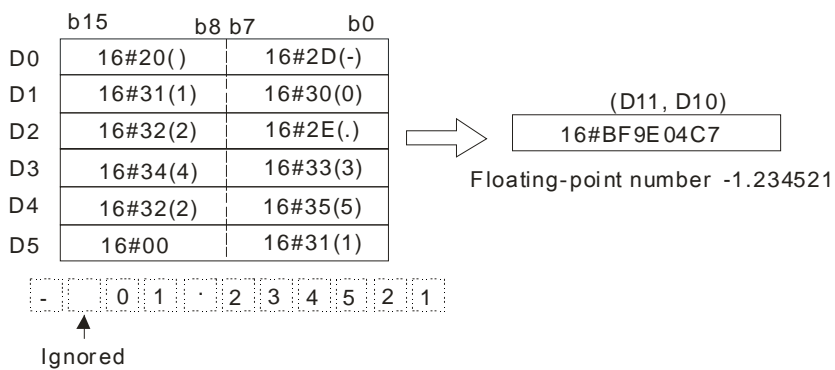 b15 b8 b7 b0
D0 16#20( ) 16#2D(-)
D1 16#31(1) 16#30(0)
D2 16#32(2) 16#2E(.)
D3 16#34(4) 16#33(3)
D4 16#32(2) 16#35(5)
D5 16#00 16#31(1)
(D11, D10)
16#BF9E04C7
Floating-point number -1.234521
- 0 1 . 2 3 4 5 2 1
Ignored